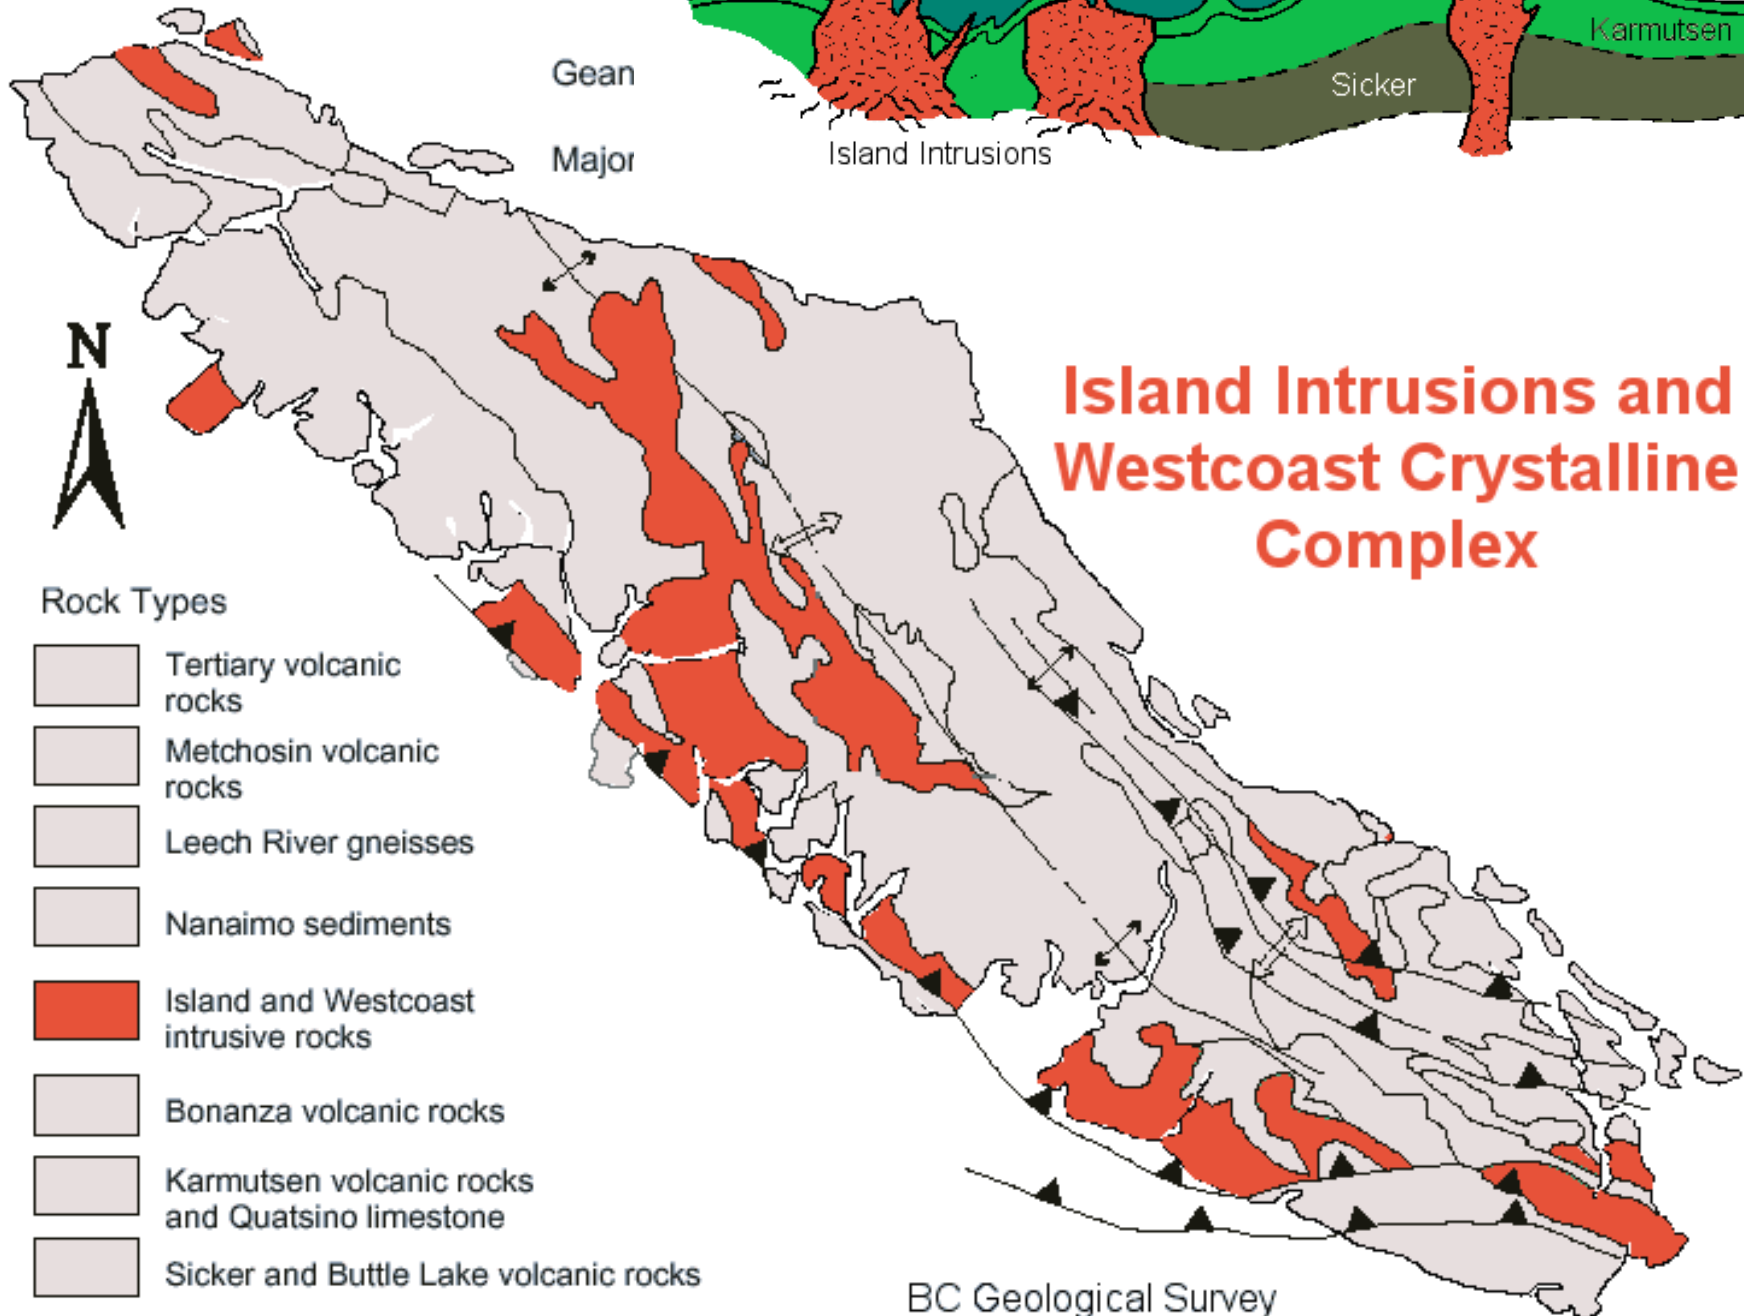 Karmutsen
Gean
Sicker
Major
Island Intrusions
N
Island Intrusions and
Westcoast Crystalline
Complex
Rock Types
Tertiary volcanic
rocks
Metchosin volcanic
rocks
Leech River gneisses
Nanaimo sediments
Island and Westcoast
intrusive rocks
Bonanza volcanic rocks
Karmutsen volcanic rocks
and Quatsino limestone
Sicker and Buttle Lake volcanic rocks
BC Geological Survey